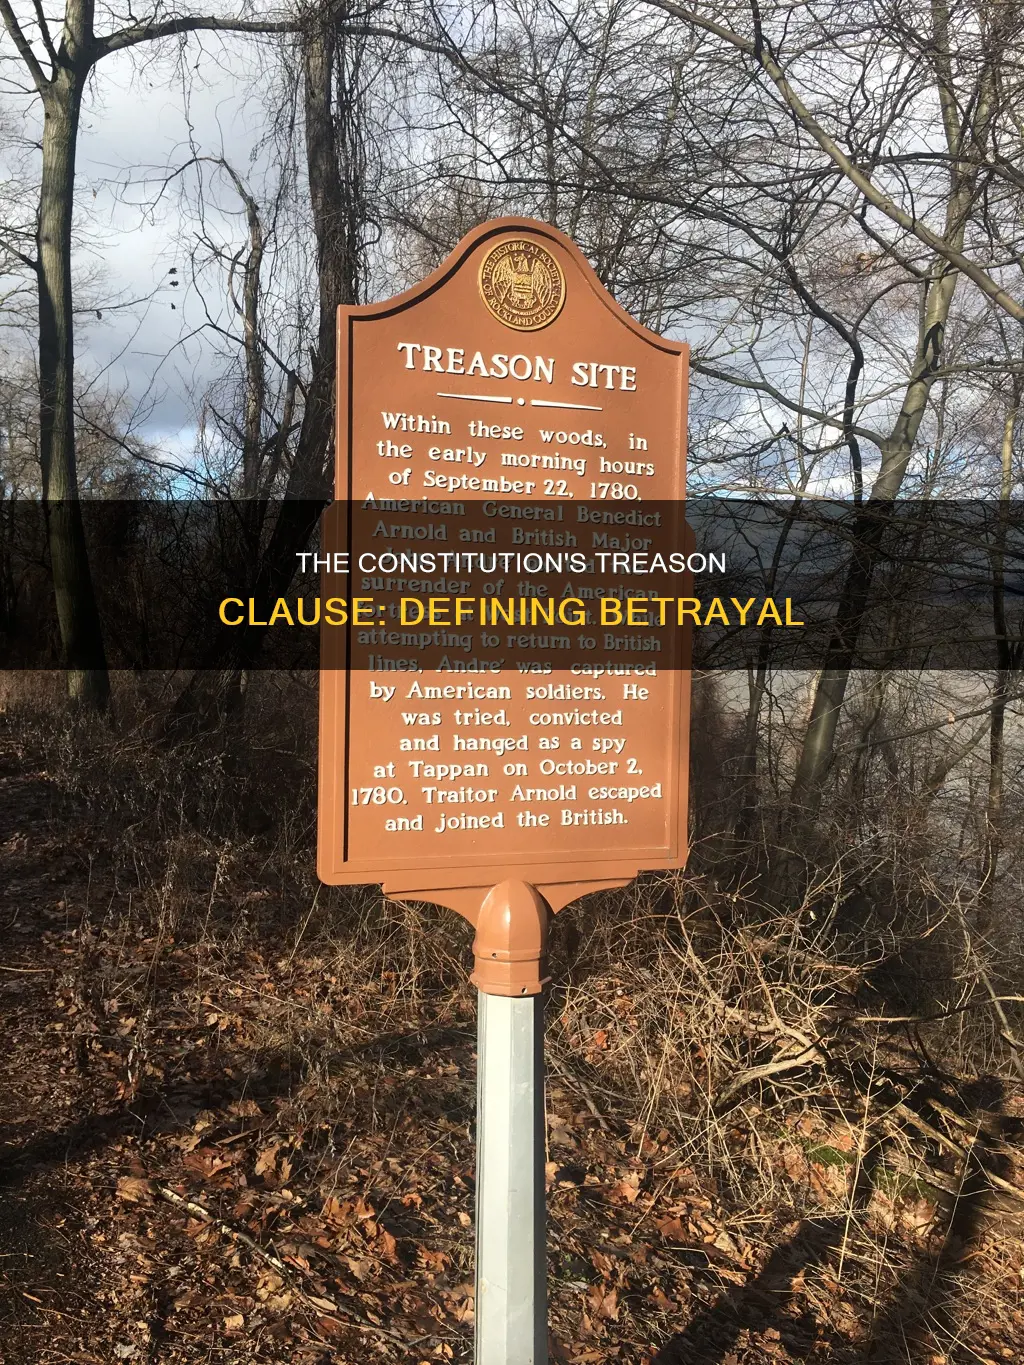 THE HISTORICAL SOCIETY
OF ROCKLAND COUNTY
TREASON SITE
Within these woods, in
the early morning hours
of September 22, 1780,
American General Benedict
Arnold and British Major
THE CONSTITUTION'S TREASON
CLAUSE: DEFINING BETRAYAL
surrender of the American
attempting to return to British
lines, Andre' was captured
by American soldiers. He
was tried, convicted
and hanged as a spy
at Tappan on October 2,
1780. Traitor Arnold escaped
and joined the British.